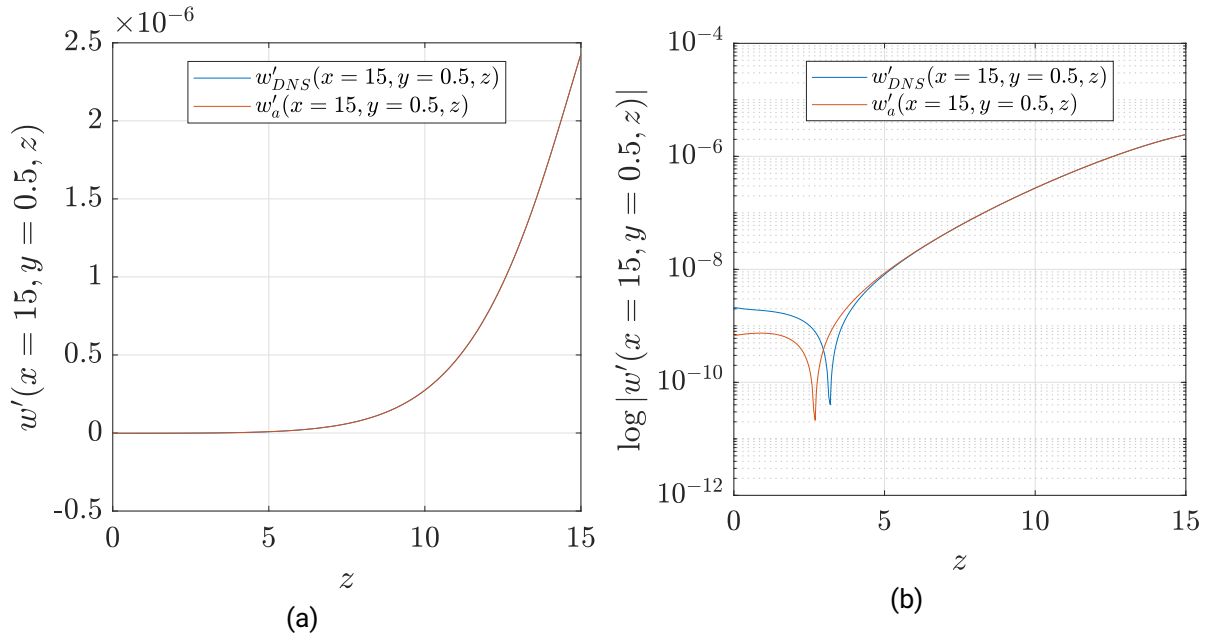 ×10⁻⁶
2.5
2
1.5
1
0.5
0
-0.5
w′(x = 15, y = 0.5, z)
w′_DNS(x = 15, y = 0.5, z)
w′_a(x = 15, y = 0.5, z)
0 5 10 15
z
(a)
10⁻⁴
10⁻⁶
10⁻⁸
10⁻¹⁰
10⁻¹²
log |w′(x = 15, y = 0.5, z)|
w′_DNS(x = 15, y = 0.5, z)
w′_a(x = 15, y = 0.5, z)
0 5 10 15
z
(b)